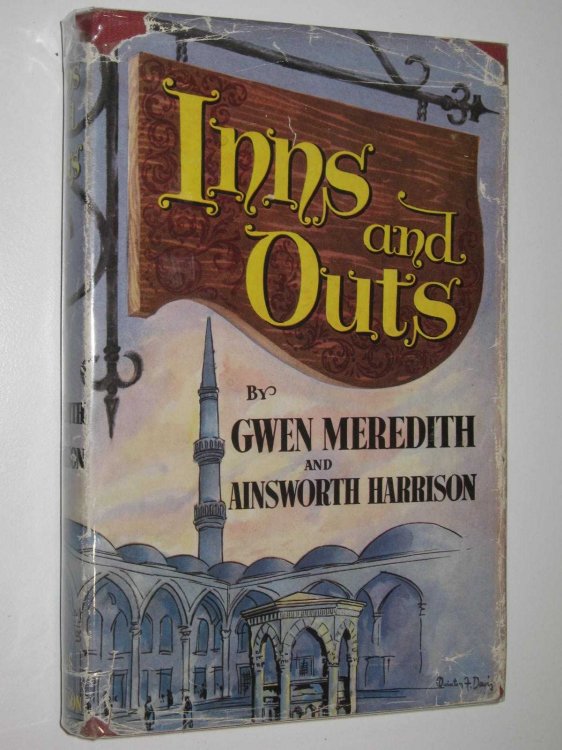 Inns
and
Outs
BY
GWEN MEREDITH
AND
AINSWORTH HARRISON